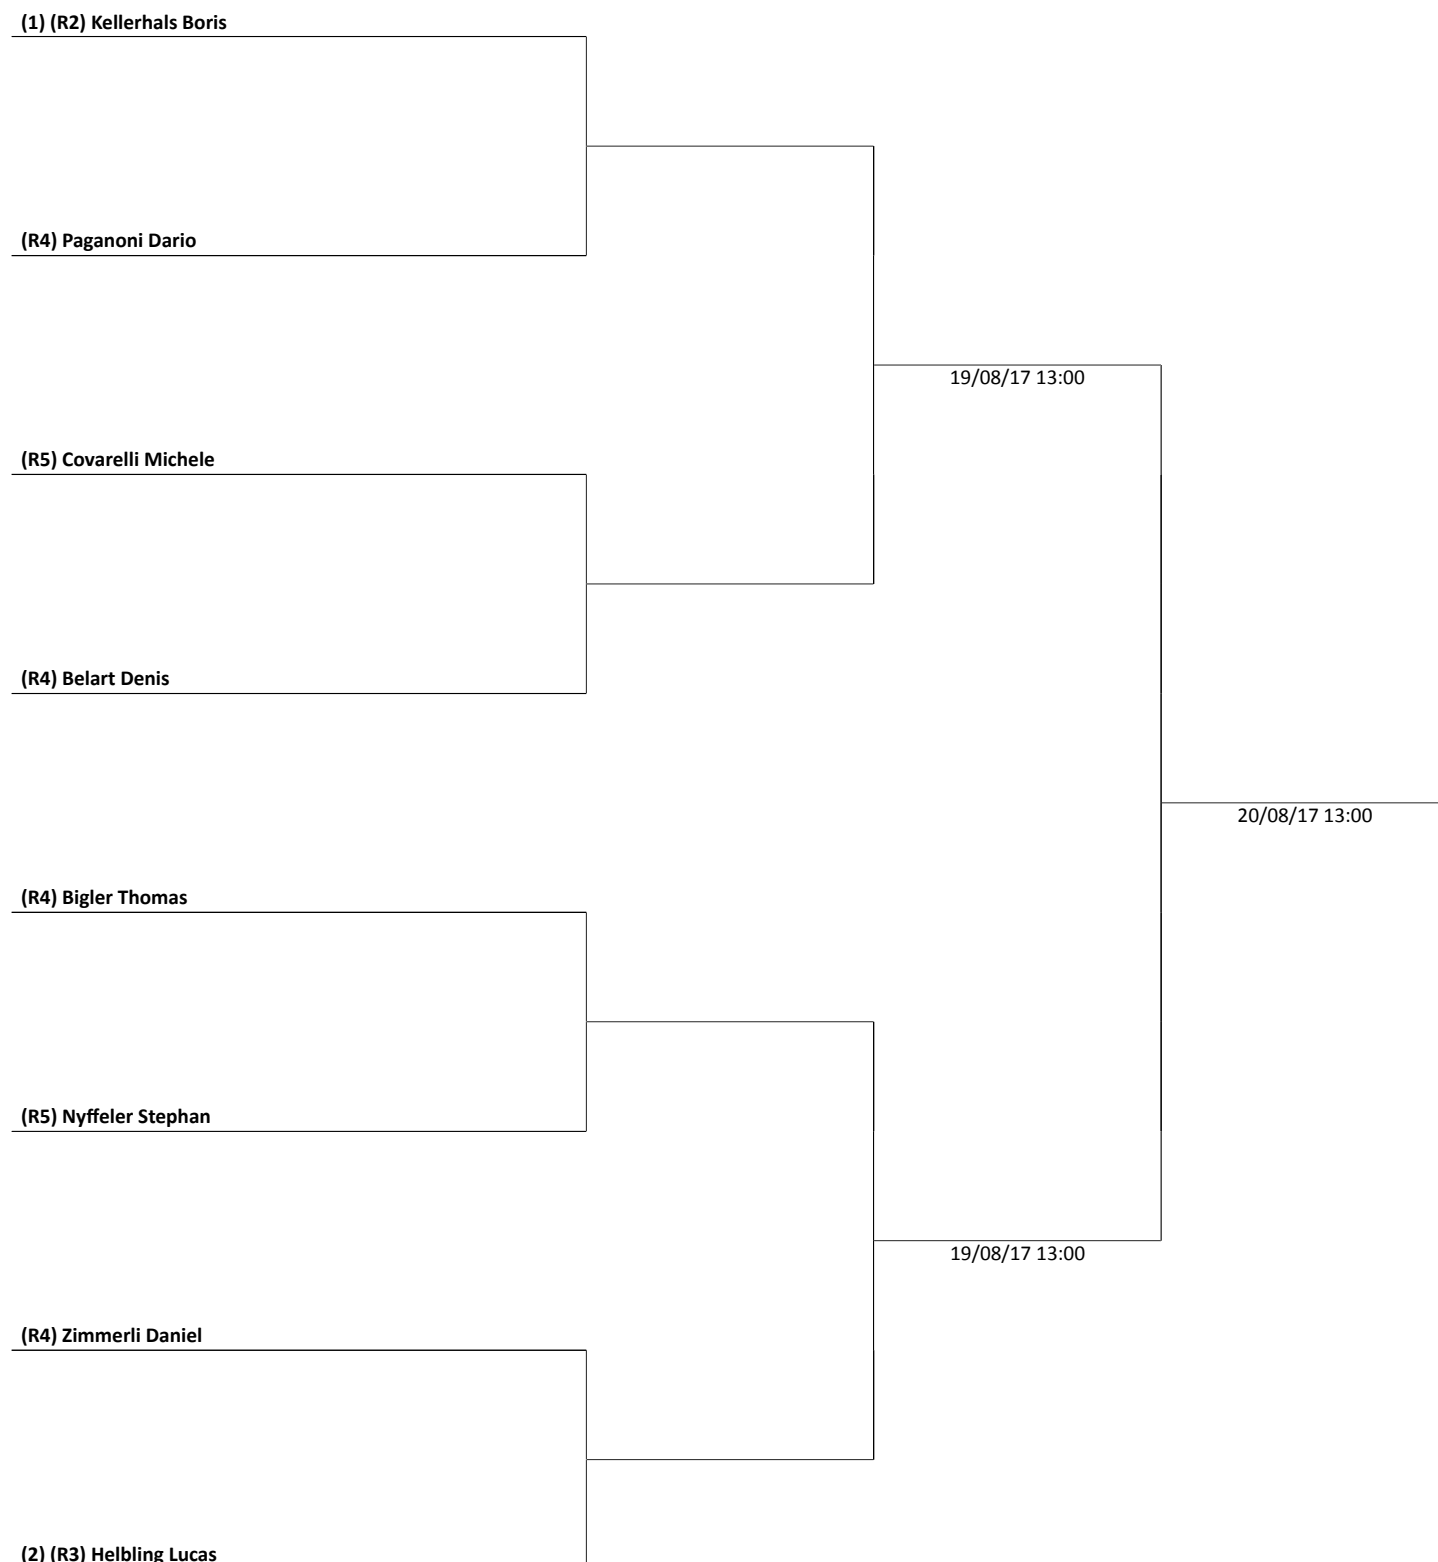 (1) (R2) Kellerhals Boris
(R4) Paganoni Dario
19/08/17 13:00
(R5) Covarelli Michele
(R4) Belart Denis
20/08/17 13:00
(R4) Bigler Thomas
(R5) Nyffeler Stephan
19/08/17 13:00
(R4) Zimmerli Daniel
(2) (R3) Helbling Lucas